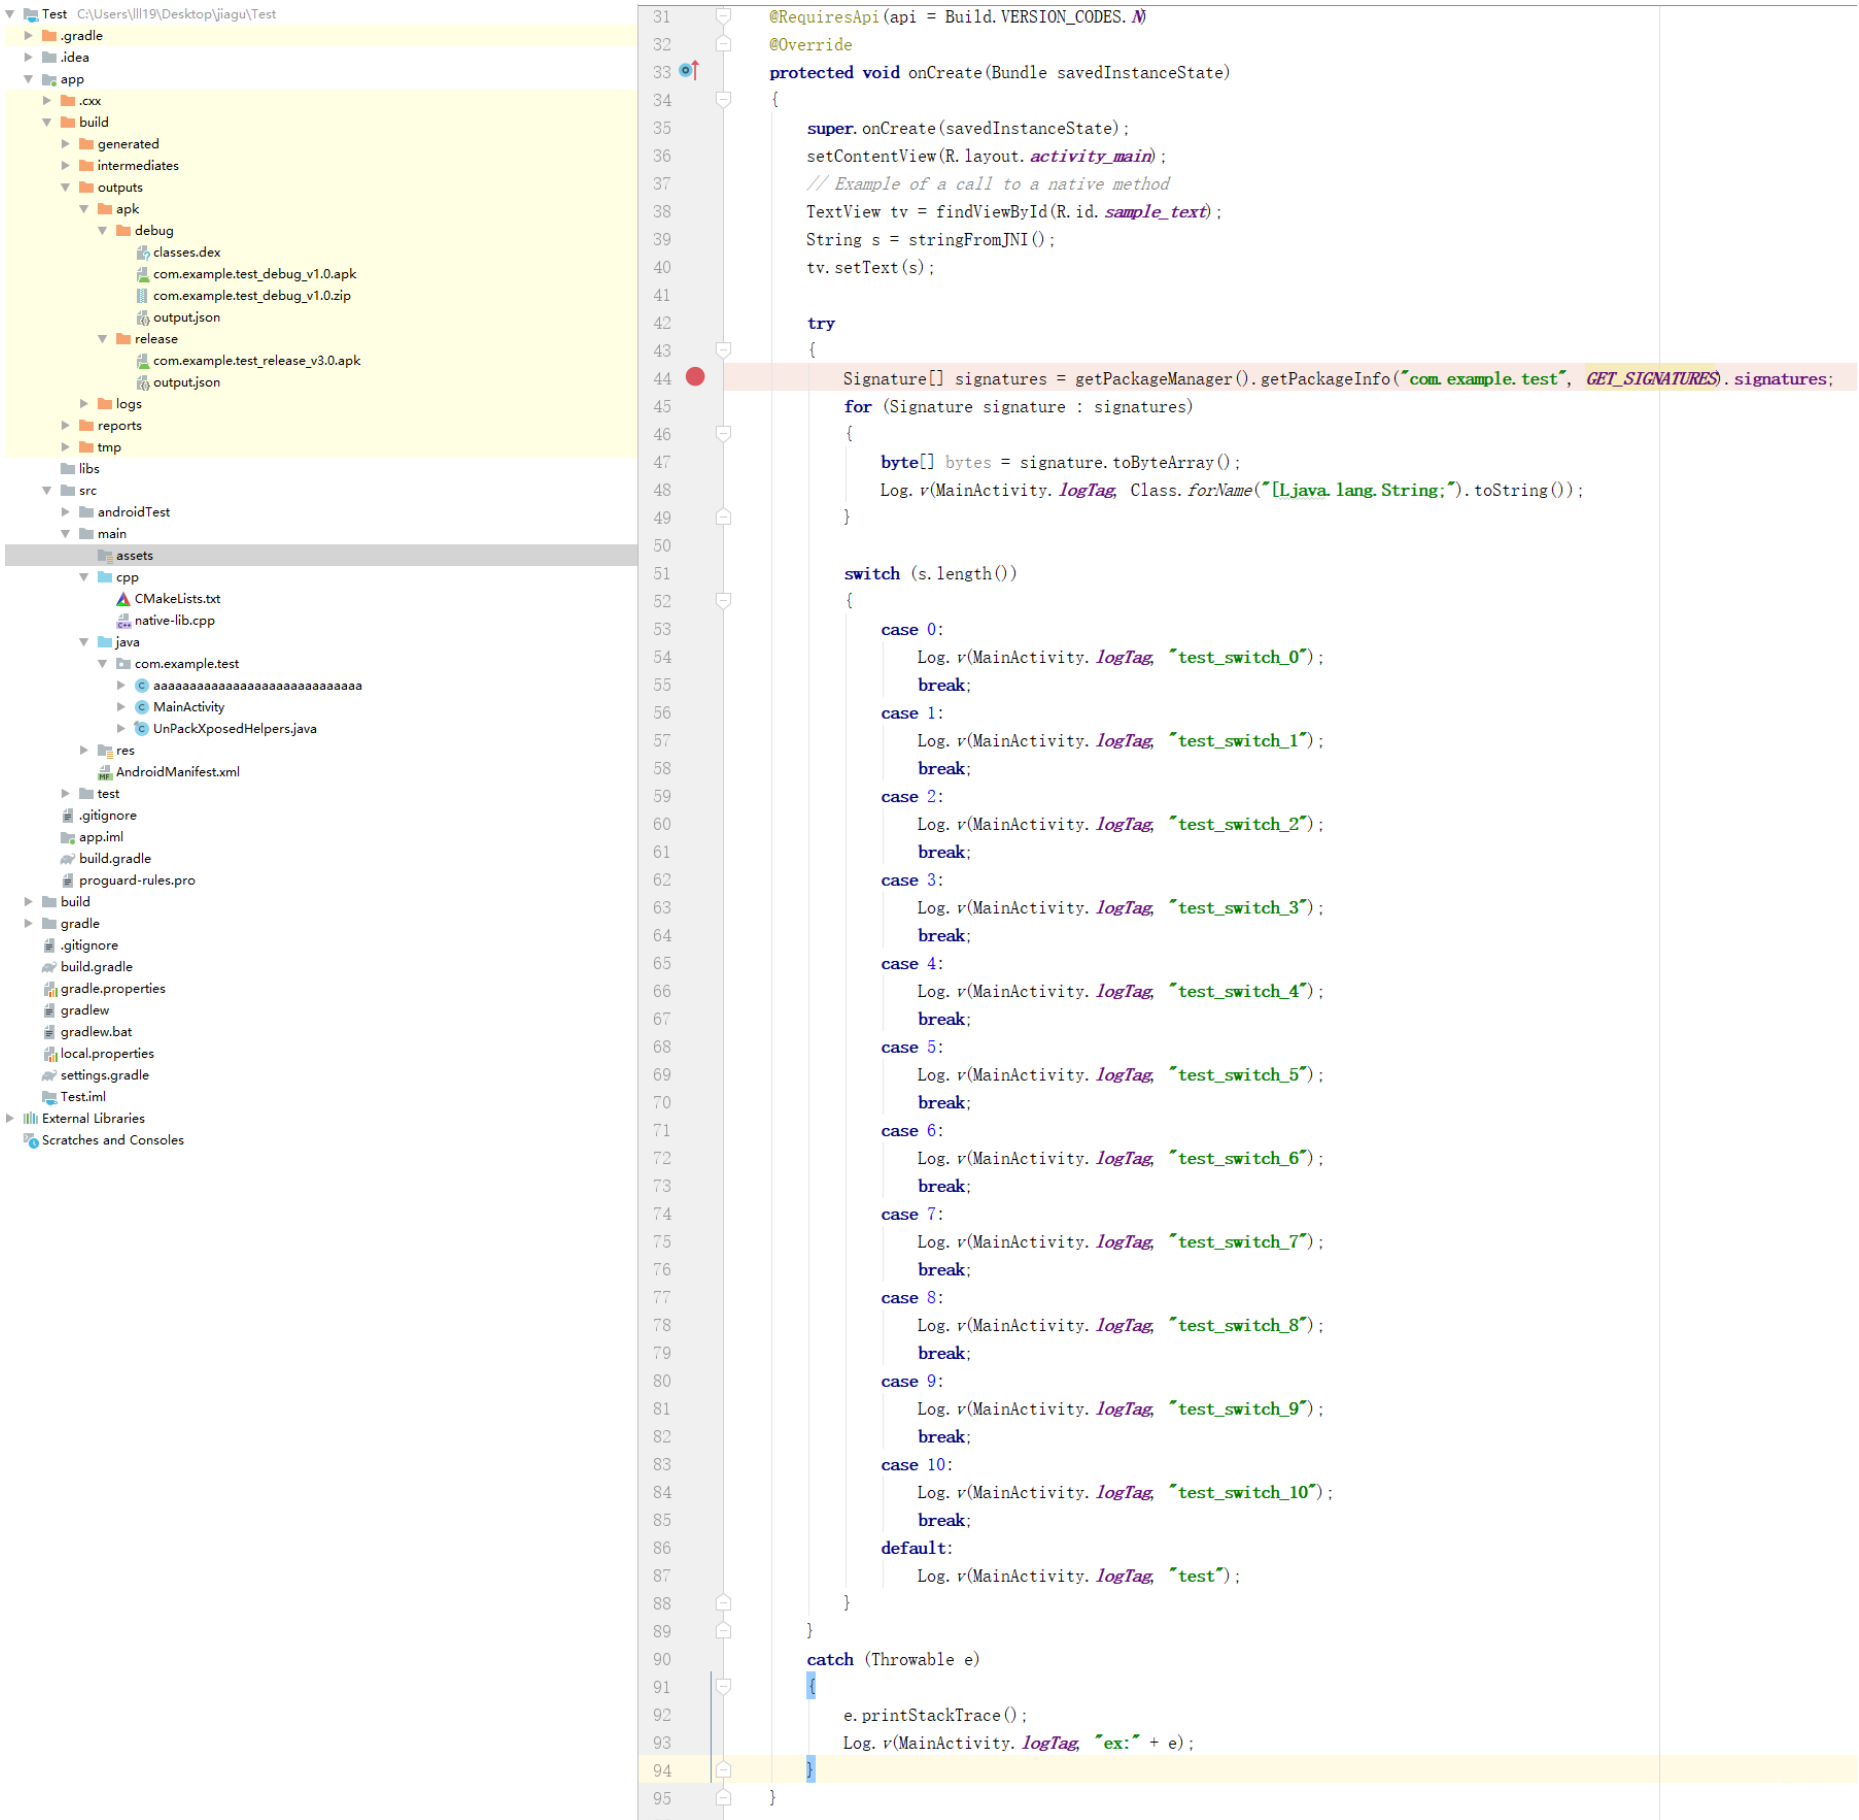 Test C:\Users\lll19\Desktop\jiagu\Test
.gradle
.idea
app
.cxx
build
generated
intermediates
outputs
apk
debug
classes.dex
com.example.test_debug_v1.0.apk
com.example.test_debug_v1.0.zip
output.json
release
com.example.test_release_v3.0.apk
output.json
logs
reports
tmp
libs
src
androidTest
main
assets
cpp
CMakeLists.txt
native-lib.cpp
java
com.example.test
aaaaaaaaaaaaaaaaaaaaaaaaaaaaa
MainActivity
UnPackXposedHelpers.java
res
AndroidManifest.xml
test
.gitignore
app.iml
build.gradle
proguard-rules.pro
build
gradle
.gitignore
build.gradle
gradle.properties
gradlew
gradlew.bat
local.properties
settings.gradle
Test.iml
External Libraries
Scratches and Consoles
31 @RequiresApi(api = Build.VERSION_CODES.N)
32 @Override
33 protected void onCreate(Bundle savedInstanceState)
34 {
35 super.onCreate(savedInstanceState);
36 setContentView(R.layout.activity_main);
37 // Example of a call to a native method
38 TextView tv = findViewById(R.id.sample_text);
39 String s = stringFromJNI();
40 tv.setText(s);
41
42 try
43 {
44 Signature[] signatures = getPackageManager().getPackageInfo("com.example.test", GET_SIGNATURES).signatures;
45 for (Signature signature : signatures)
46 {
47 byte[] bytes = signature.toByteArray();
48 Log.v(MainActivity.logTag, Class.forName("[Ljava.lang.String;").toString());
49 }
50
51 switch (s.length())
52 {
53 case 0:
54 Log.v(MainActivity.logTag, "test_switch_0");
55 break;
56 case 1:
57 Log.v(MainActivity.logTag, "test_switch_1");
58 break;
59 case 2:
60 Log.v(MainActivity.logTag, "test_switch_2");
61 break;
62 case 3:
63 Log.v(MainActivity.logTag, "test_switch_3");
64 break;
65 case 4:
66 Log.v(MainActivity.logTag, "test_switch_4");
67 break;
68 case 5:
69 Log.v(MainActivity.logTag, "test_switch_5");
70 break;
71 case 6:
72 Log.v(MainActivity.logTag, "test_switch_6");
73 break;
74 case 7:
75 Log.v(MainActivity.logTag, "test_switch_7");
76 break;
77 case 8:
78 Log.v(MainActivity.logTag, "test_switch_8");
79 break;
80 case 9:
81 Log.v(MainActivity.logTag, "test_switch_9");
82 break;
83 case 10:
84 Log.v(MainActivity.logTag, "test_switch_10");
85 break;
86 default:
87 Log.v(MainActivity.logTag, "test");
88 }
89 }
90 catch (Throwable e)
91 {
92 e.printStackTrace();
93 Log.v(MainActivity.logTag, "ex:" + e);
94 }
95 }